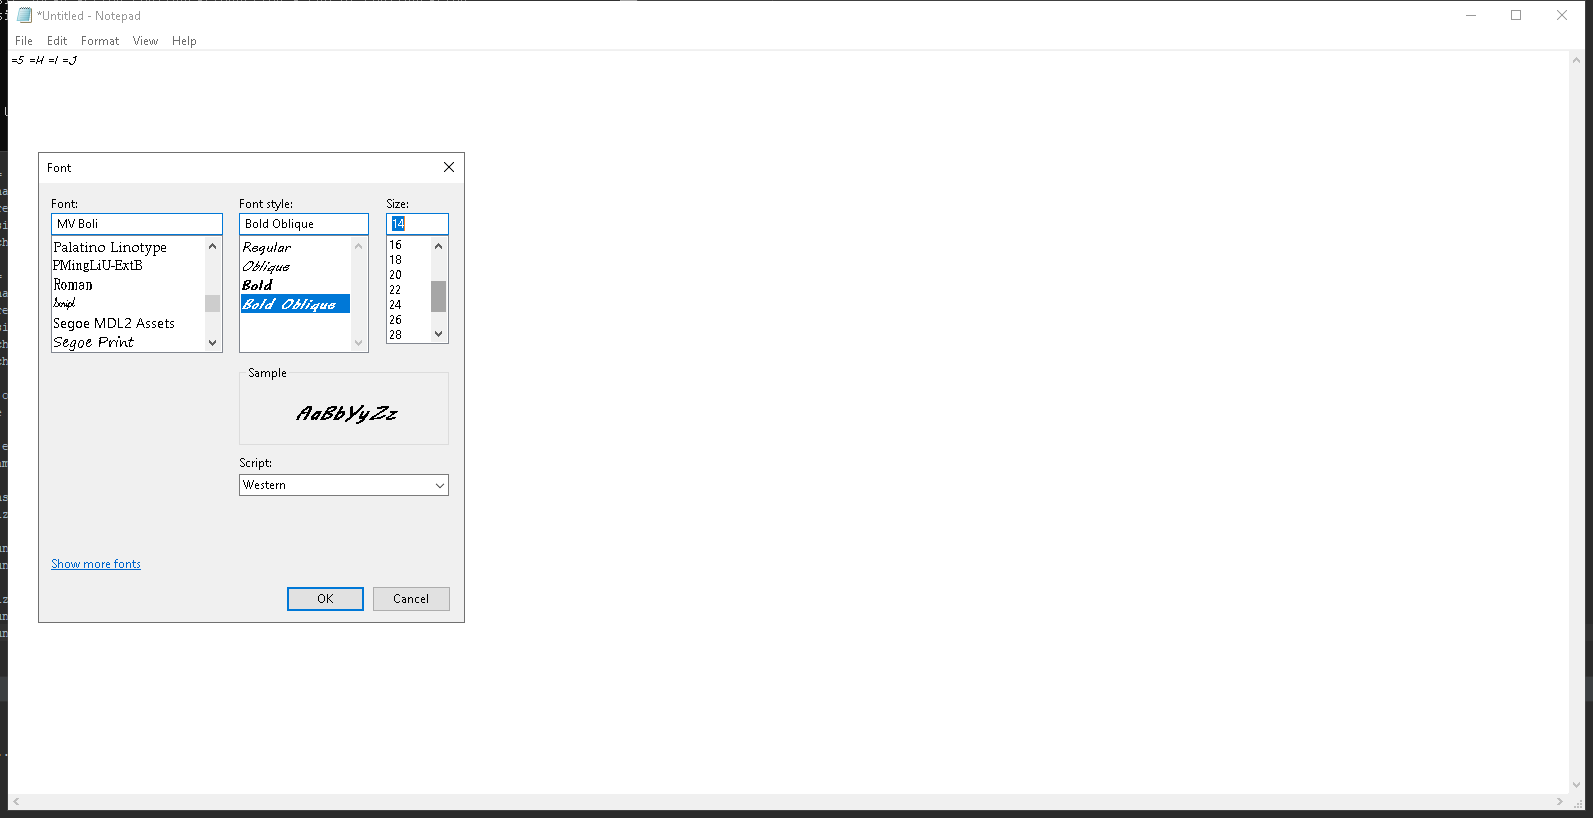 *Untitled - Notepad
File Edit Format View Help
=5 =U =1 =J
Font
Font:
MV Boli
Palatino Linotype
PMingLiU-ExtB
Roman
Script
Segoe MDL2 Assets
Segoe Print
Font style:
Bold Oblique
Regular
Oblique
Bold
Bold Oblique
Size:
14
16
18
20
22
24
26
28
Sample
AaBbYyZz
Script:
Western
Show more fonts
OK Cancel